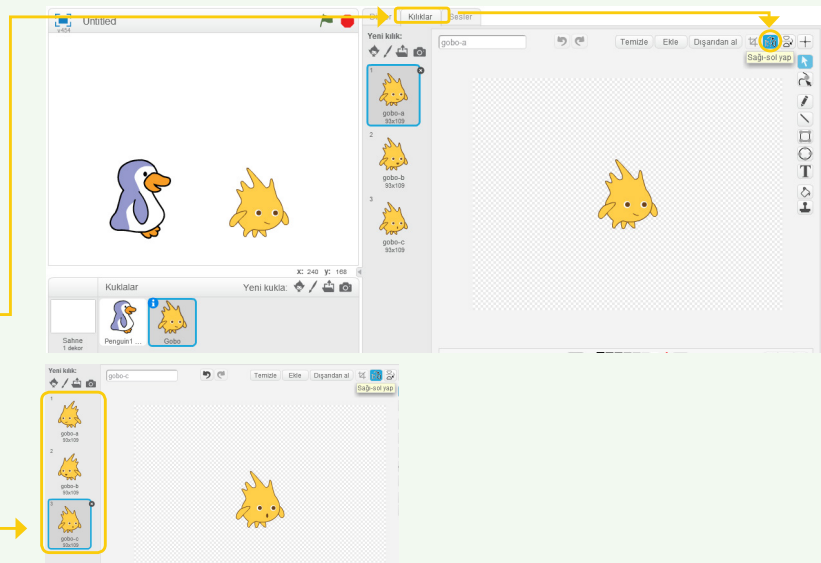 Untitled
v454
Kılıklar
Sesler
Yeni kılık:
gobo-a
Temizle
Ekle
Dışarıdan al
Sağı-sol yap
1
gobo-a
93x109
2
gobo-b
93x109
3
gobo-c
93x109
X: 240 y: 168
Kuklalar
Yeni kukla:
Sahne
1 dekor
Penguin1 ...
Gobo
Yeni kılık:
gobo-c
Temizle
Ekle
Dışarıdan al
Sağı-sol yap
1
gobo-a
93x109
2
gobo-b
93x109
3
gobo-c
93x109